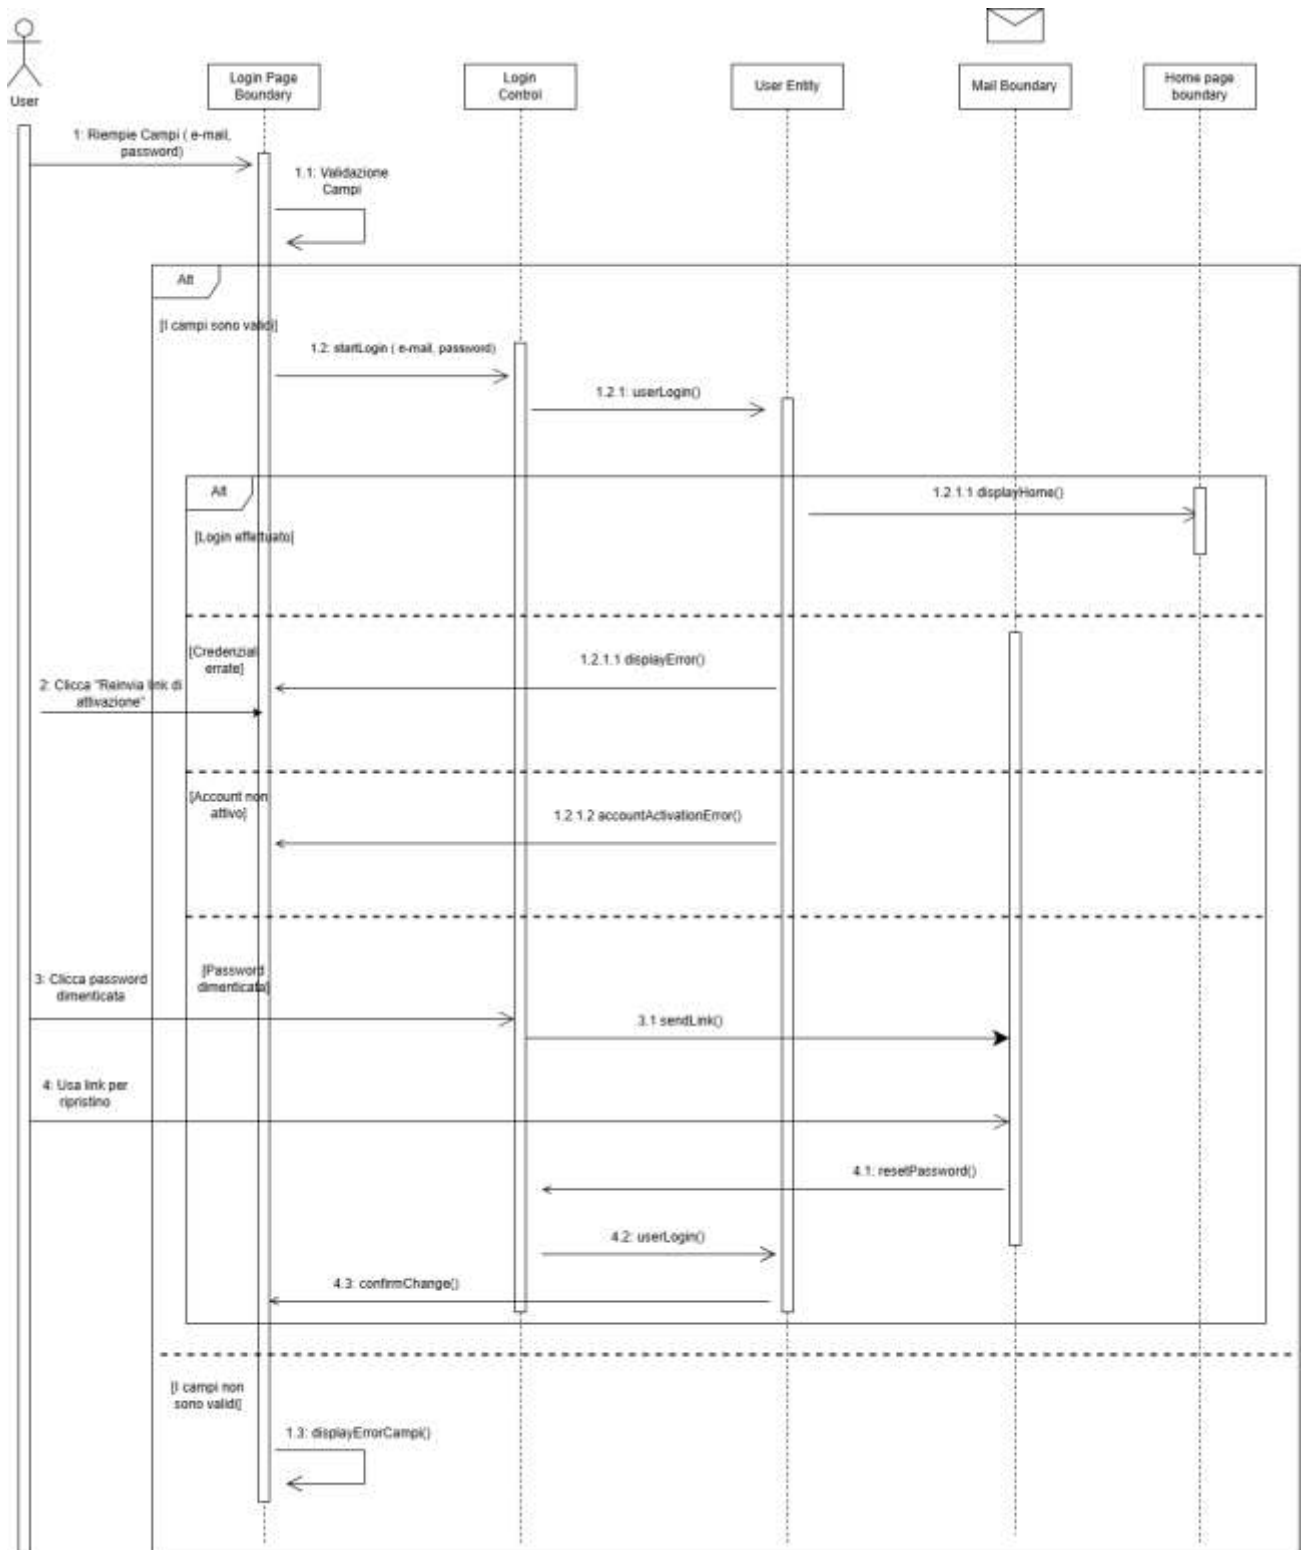 User
Login Page
Boundary
Login
Control
User Entity
Mail Boundary
Home page
boundary
1: Riempie Campi ( e-mail,
password)
1.1: Validazione
Campi
Alt
[I campi sono validi]
1.2: startLogin ( e-mail, password)
1.2.1: userLogin()
Alt
1.2.1.1 displayHome()
[Login effettuato]
[Credenziali
errate]
1.2.1.1 displayError()
2: Clicca "Reinvia link di
attivazione"
[Account non
attivo]
1.2.1.2 accountActivationError()
3: Clicca password
dimenticata
[Password
dimenticata]
3.1 sendLink()
4: Usa link per
ripristino
4.1: resetPassword()
4.2: userLogin()
4.3: confirmChange()
[I campi non
sono validi]
1.3: displayErrorCampi()